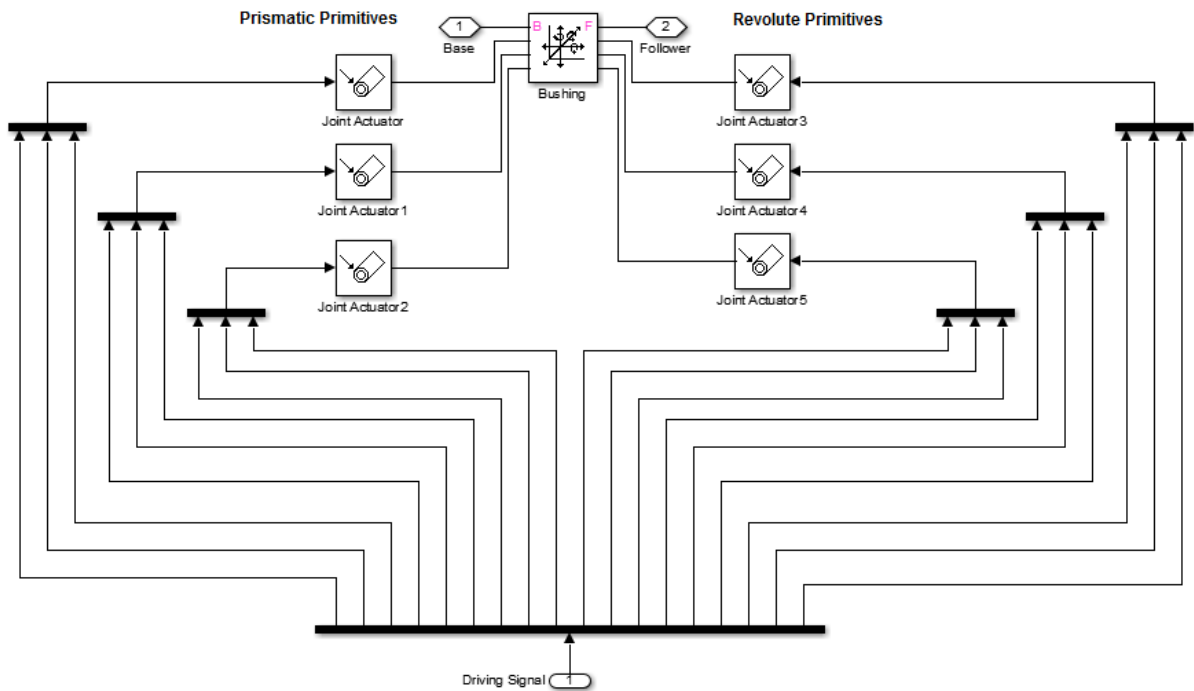 Prismatic Primitives
1
Base
B
F
Bushing
2
Follower
Revolute Primitives
Joint Actuator
Joint Actuator3
Joint Actuator1
Joint Actuator4
Joint Actuator2
Joint Actuator5
Driving Signal
1